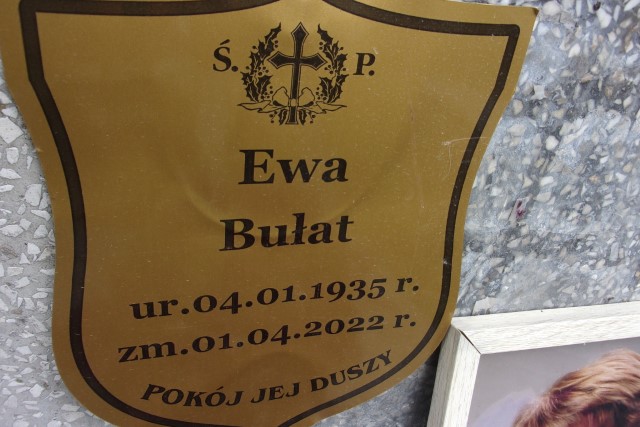 Ś. P.
Ewa
Bułat
ur.04.01.1935 r.
zm.01.04.2022 r.
POKÓJ JEJ DUSZY